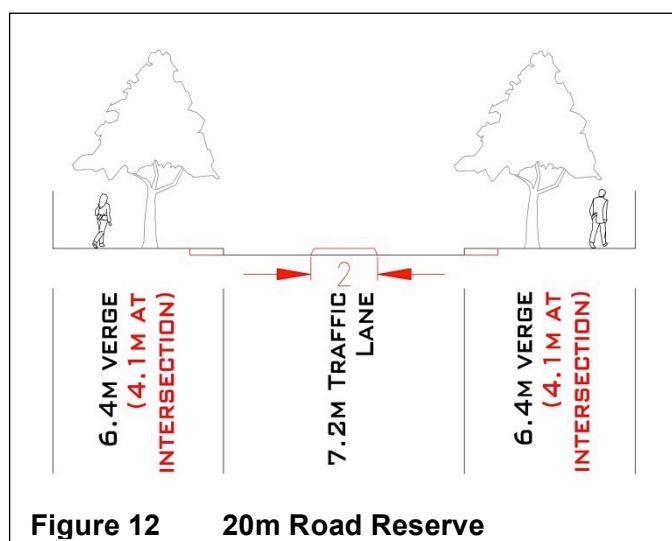 2
6.4M VERGE
(4.1M AT
INTERSECTION)
7.2M TRAFFIC
LANE
6.4M VERGE
(4.1M AT
INTERSECTION)
Figure 12 20m Road Reserve